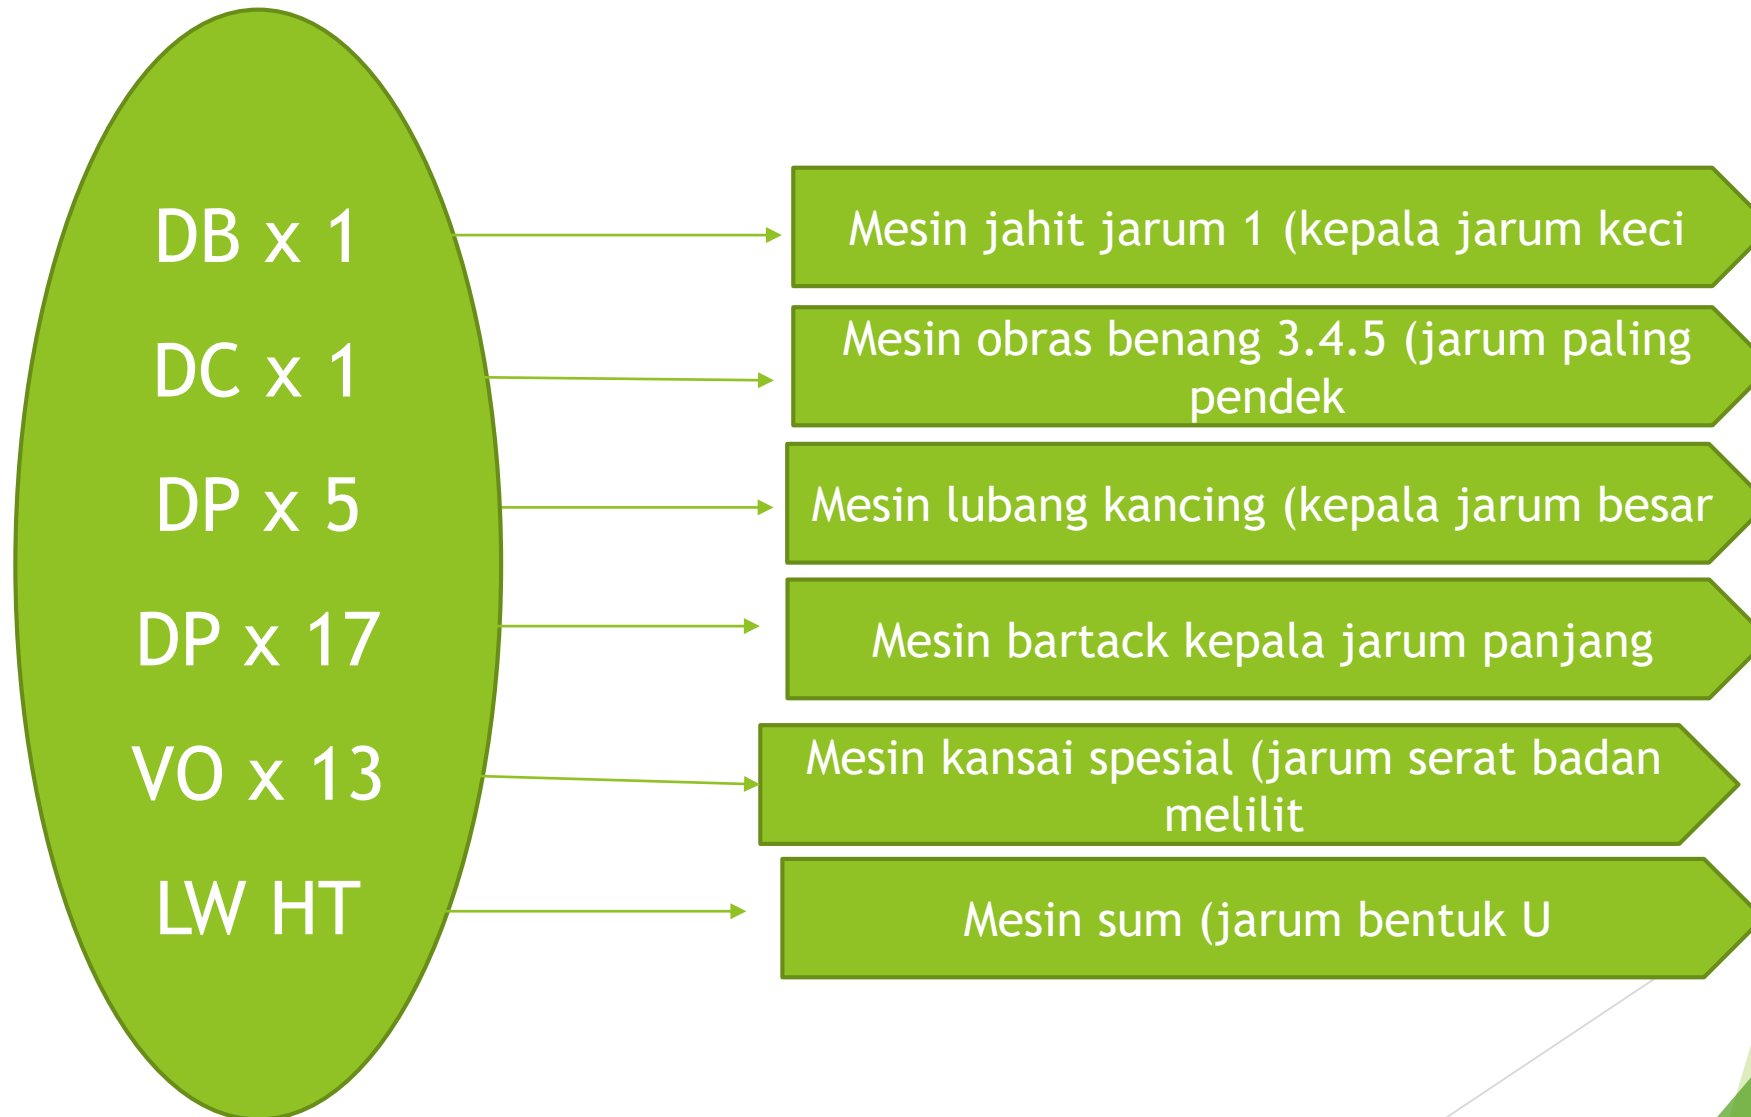 DB x 1
DC x 1
DP x 5
DP x 17
VO x 13
LW HT
Mesin jahit jarum 1 (kepala jarum keci
Mesin obras benang 3.4.5 (jarum paling
pendek
Mesin lubang kancing (kepala jarum besar
Mesin bartack kepala jarum panjang
Mesin kansai spesial (jarum serat badan
melilit
Mesin sum (jarum bentuk U